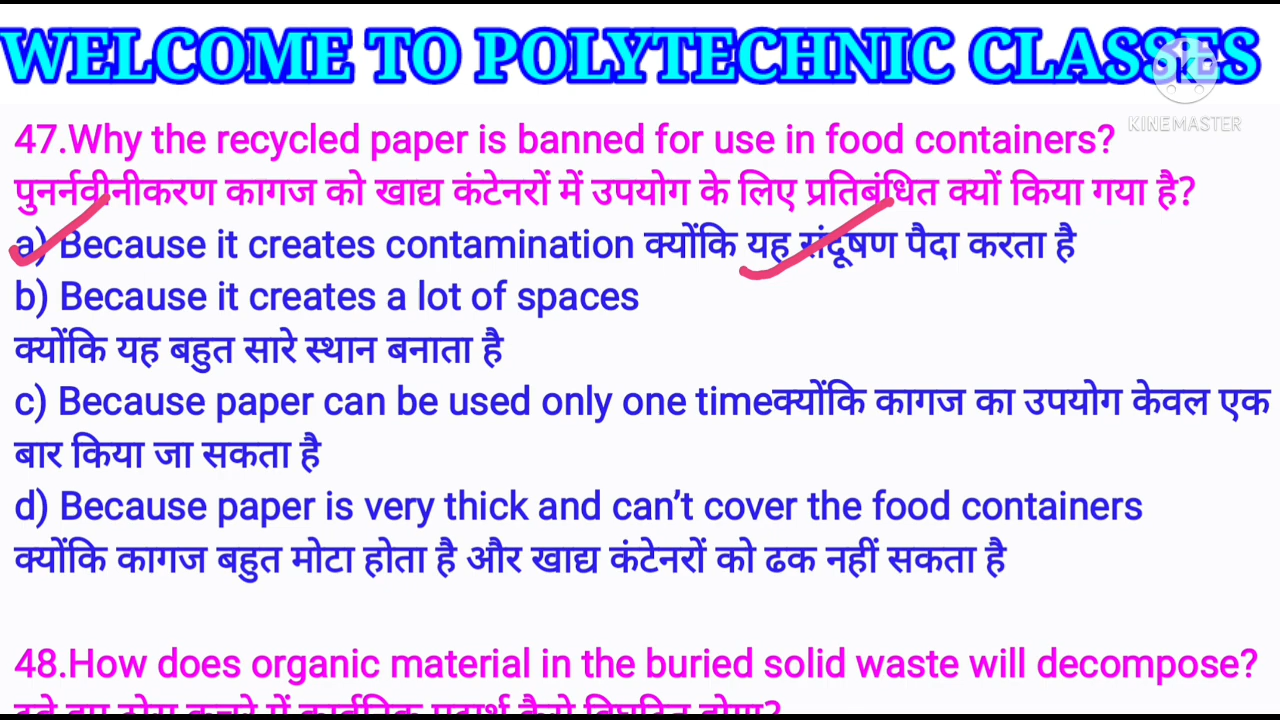 WELCOME TO POLYTECHNIC CLASSES
KINEMASTER
47.Why the recycled paper is banned for use in food containers?
पुनर्नवीनीकरण कागज को खाद्य कंटेनरों में उपयोग के लिए प्रतिबंधित क्यों किया गया है?
a) Because it creates contamination क्योंकि यह संदूषण पैदा करता है
b) Because it creates a lot of spaces
क्योंकि यह बहुत सारे स्थान बनाता है
c) Because paper can be used only one timeक्योंकि कागज का उपयोग केवल एक
बार किया जा सकता है
d) Because paper is very thick and can’t cover the food containers
क्योंकि कागज बहुत मोटा होता है और खाद्य कंटेनरों को ढक नहीं सकता है
48.How does organic material in the buried solid waste will decompose?